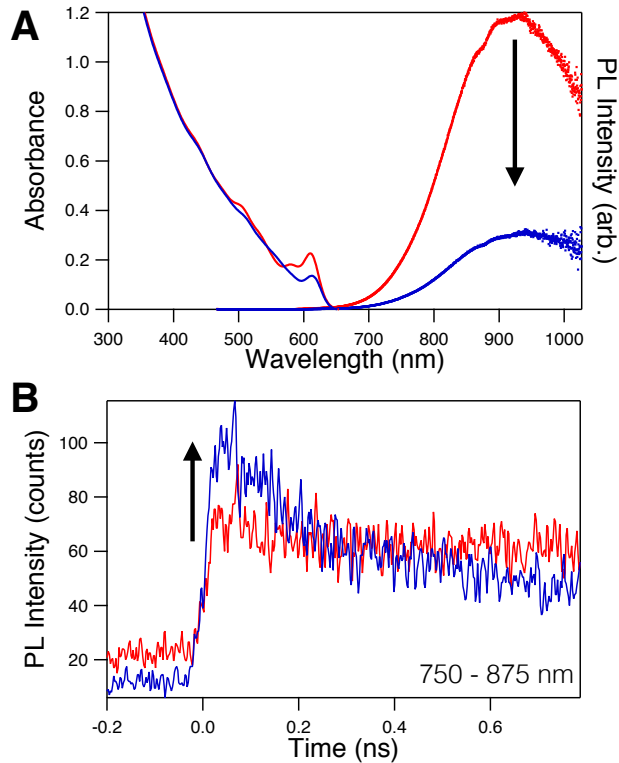 A
1.2
1.0
0.8
0.6
0.4
0.2
0.0
Absorbance
PL Intensity (arb.)
300 400 500 600 700 800 900 1000
Wavelength (nm)
B
100
80
60
40
20
PL Intensity (counts)
750 - 875 nm
-0.2 0.0 0.2 0.4 0.6
Time (ns)